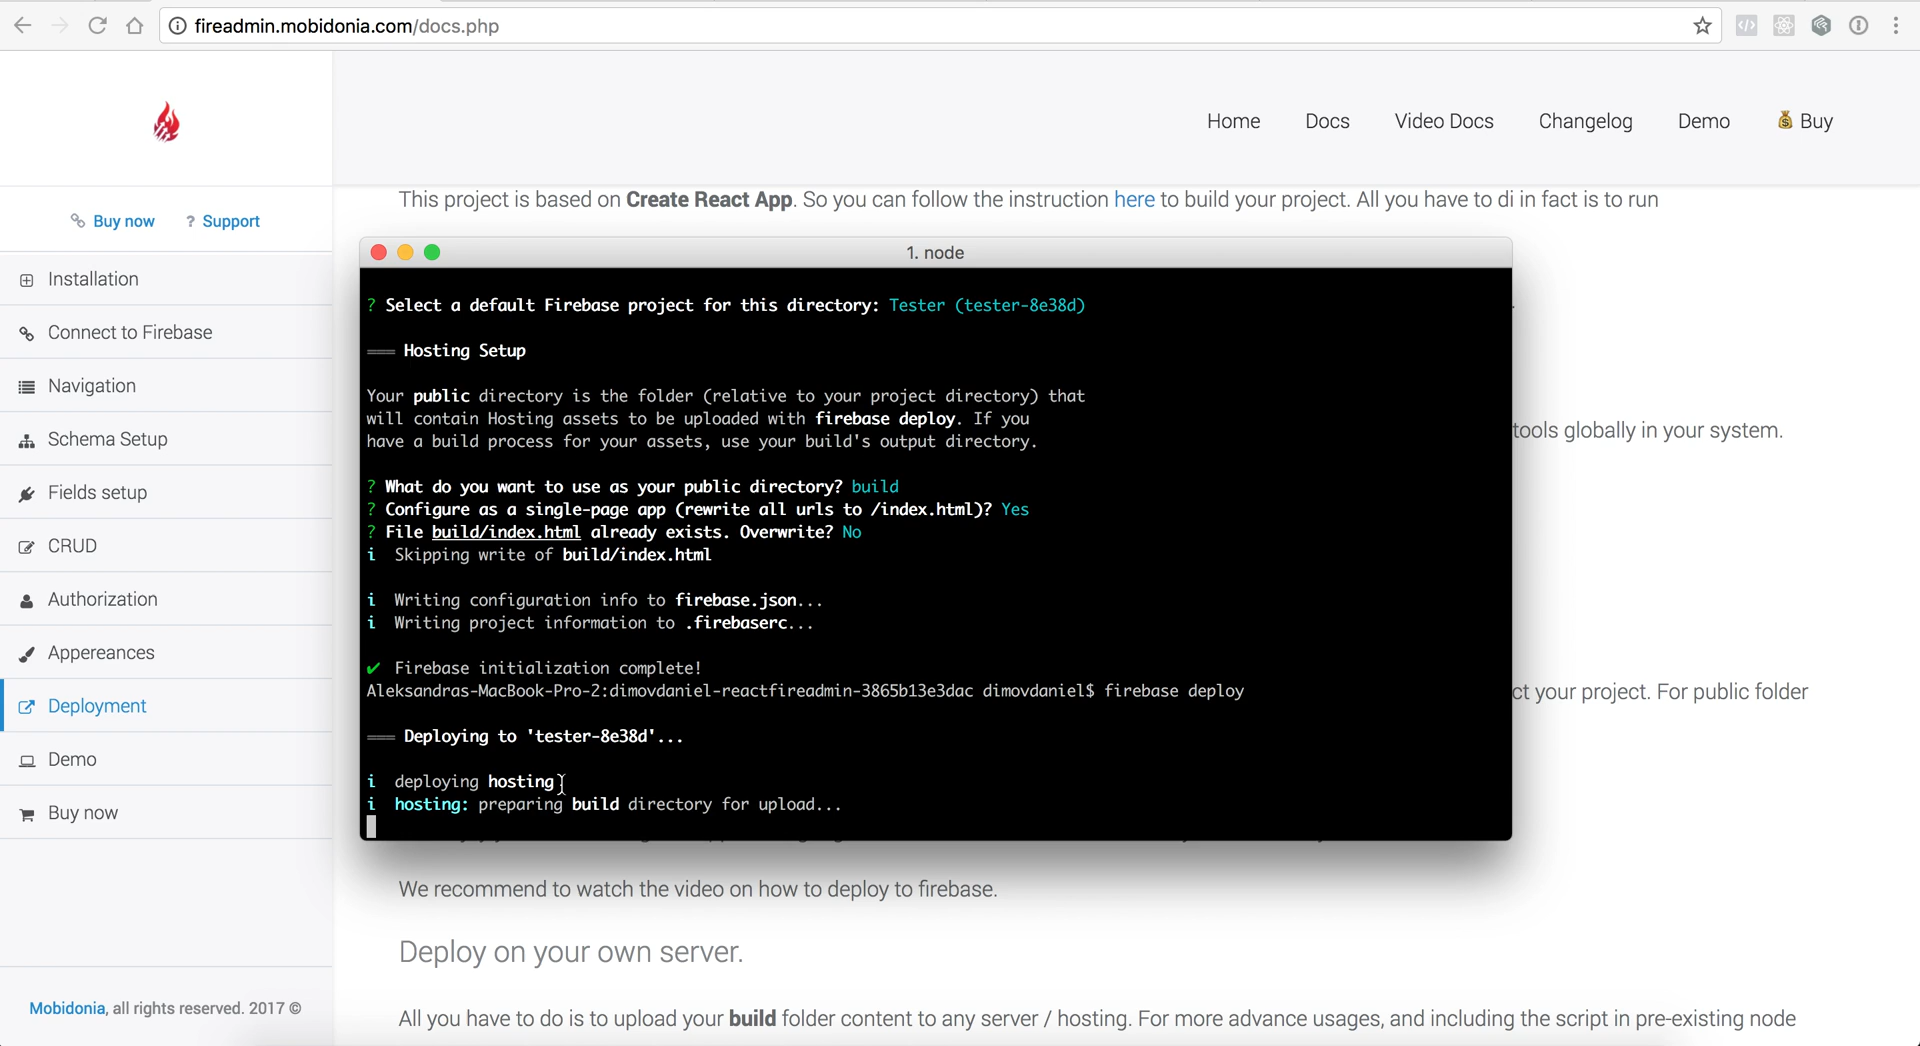 fireadmin.mobidonia.com/docs.php
Home Docs Video Docs Changelog Demo Buy
Buy now ? Support
Installation
Connect to Firebase
Navigation
Schema Setup
Fields setup
CRUD
Authorization
Appereances
Deployment
Demo
Buy now
Mobidonia, all rights reserved. 2017 ©
This project is based on Create React App. So you can follow the instruction here to build your project. All you have to di in fact is to run
1. node
? Select a default Firebase project for this directory: Tester (tester-8e38d)
=== Hosting Setup
Your public directory is the folder (relative to your project directory) that
will contain Hosting assets to be uploaded with firebase deploy. If you
have a build process for your assets, use your build's output directory.
? What do you want to use as your public directory? build
? Configure as a single-page app (rewrite all urls to /index.html)? Yes
? File build/index.html already exists. Overwrite? No
i Skipping write of build/index.html
i Writing configuration info to firebase.json...
i Writing project information to .firebaserc...
✔ Firebase initialization complete!
Aleksandras-MacBook-Pro-2:dimovdaniel-reactfireadmin-3865b13e3dac dimovdaniel$ firebase deploy
=== Deploying to 'tester-8e38d'...
i deploying hosting
i hosting: preparing build directory for upload...
tools globally in your system.
ct your project. For public folder
We recommend to watch the video on how to deploy to firebase.
Deploy on your own server.
All you have to do is to upload your build folder content to any server / hosting. For more advance usages, and including the script in pre-existing node